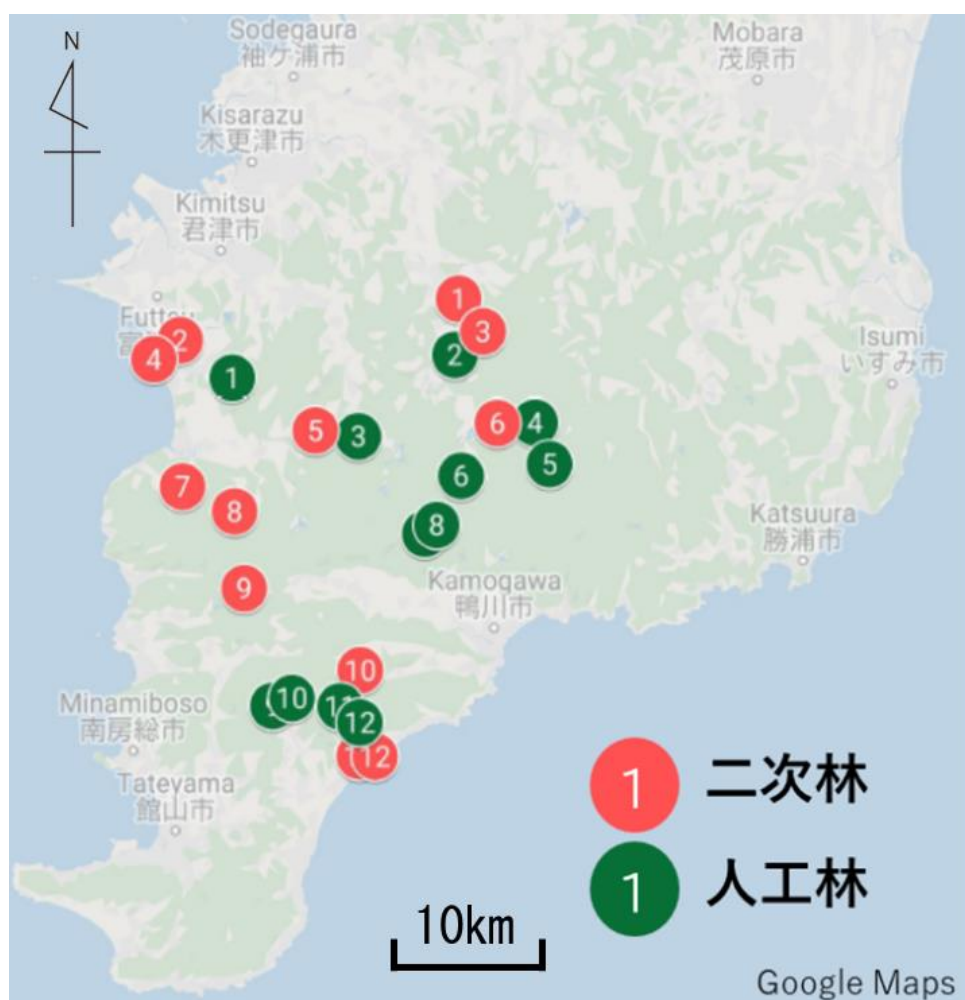 N
Sodegaura
袖ケ浦市
Mobara
茂原市
Kisarazu
木更津市
Kimitsu
君津市
1
Futtsu
2
3
4
2
1
Isumi
いすみ市
5
3
6
4
5
6
7
8
8
Katsuura
勝浦市
Kamogawa
鴨川市
9
10
10
11
12
Minamiboso
南房総市
12
Tateyama
館山市
1 二次林
1 人工林
10km
Google Maps